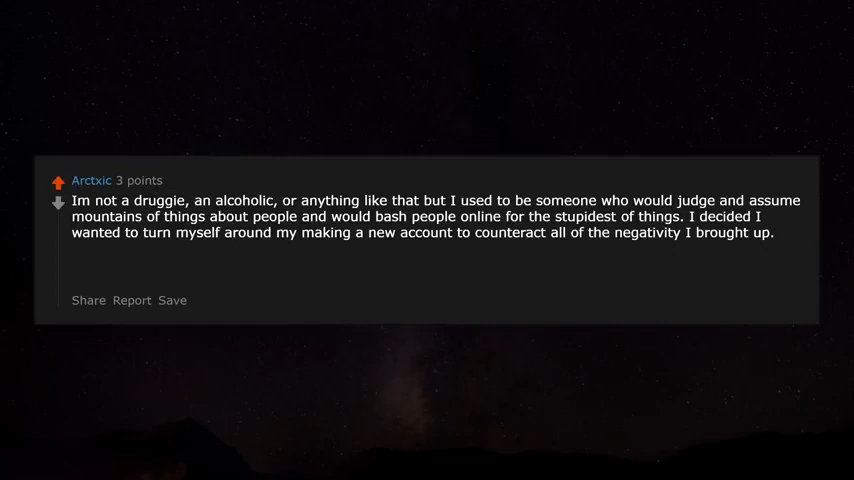 Arctxic 3 points
Im not a druggie, an alcoholic, or anything like that but I used to be someone who would judge and assume
mountains of things about people and would bash people online for the stupidest of things. I decided I
wanted to turn myself around my making a new account to counteract all of the negativity I brought up.
Share Report Save